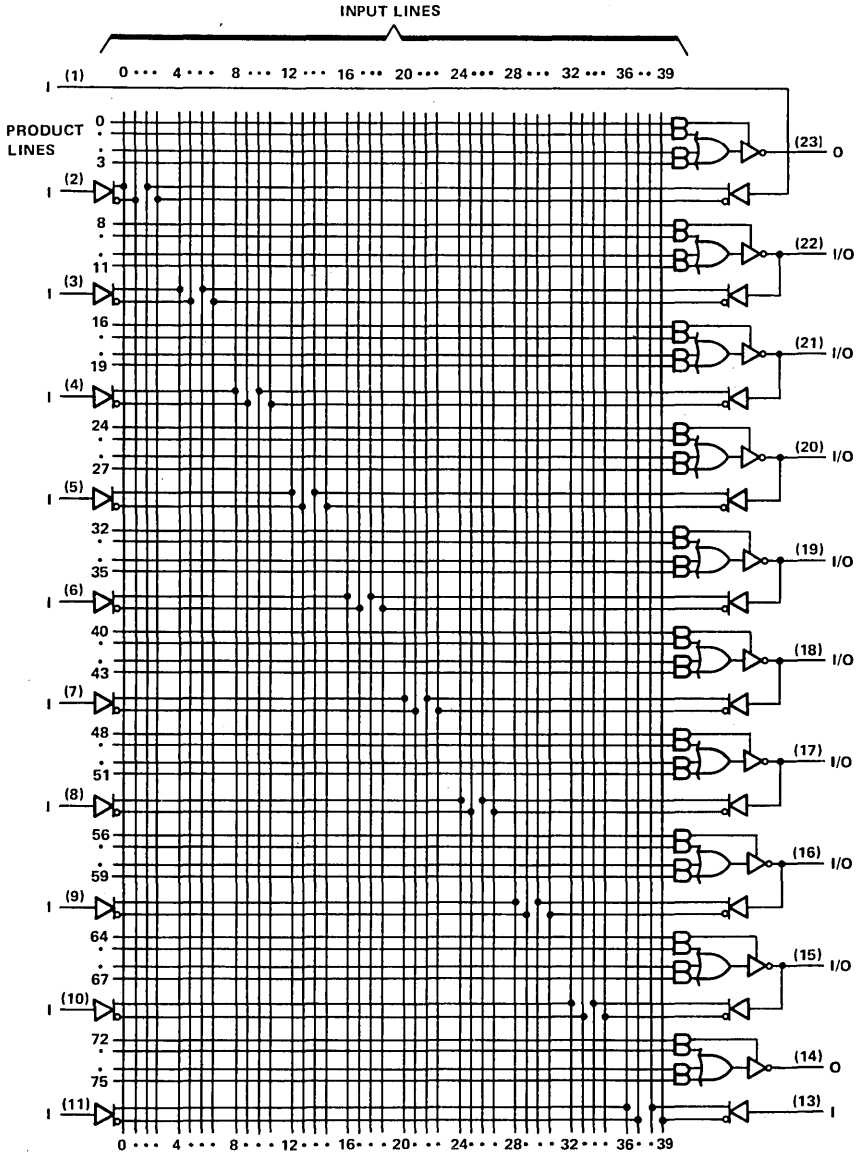 INPUT LINES
0 ••• 4 ••• 8 ••• 12 ••• 16 ••• 20 ••• 24 ••• 28 ••• 32 ••• 36 ••• 39
I (1)
PRODUCT LINES
0
•
•
3
(23) O
I (2)
8
•
•
11
(22) I/O
I (3)
16
•
•
19
(21) I/O
I (4)
24
•
•
27
(20) I/O
I (5)
32
•
•
35
(19) I/O
I (6)
40
•
•
43
(18) I/O
I (7)
48
•
•
51
(17) I/O
I (8)
56
•
•
59
(16) I/O
I (9)
64
•
•
67
(15) I/O
I (10)
72
•
•
75
(14) O
I (11)
(13) I
0 ••• 4 ••• 8 ••• 12 ••• 16 ••• 20 ••• 24 ••• 28 ••• 32 ••• 36 ••• 39